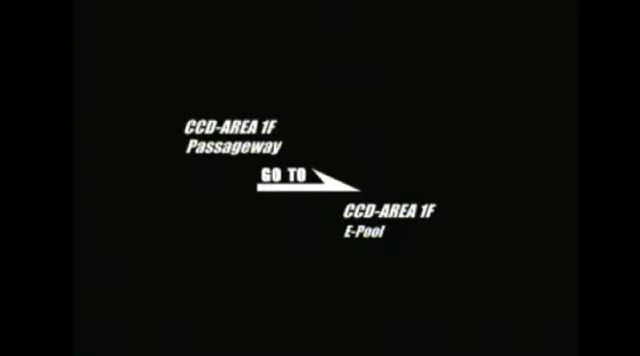 CCD-AREA 1F
Passageway
GO TO
CCD-AREA 1F
E-Pool